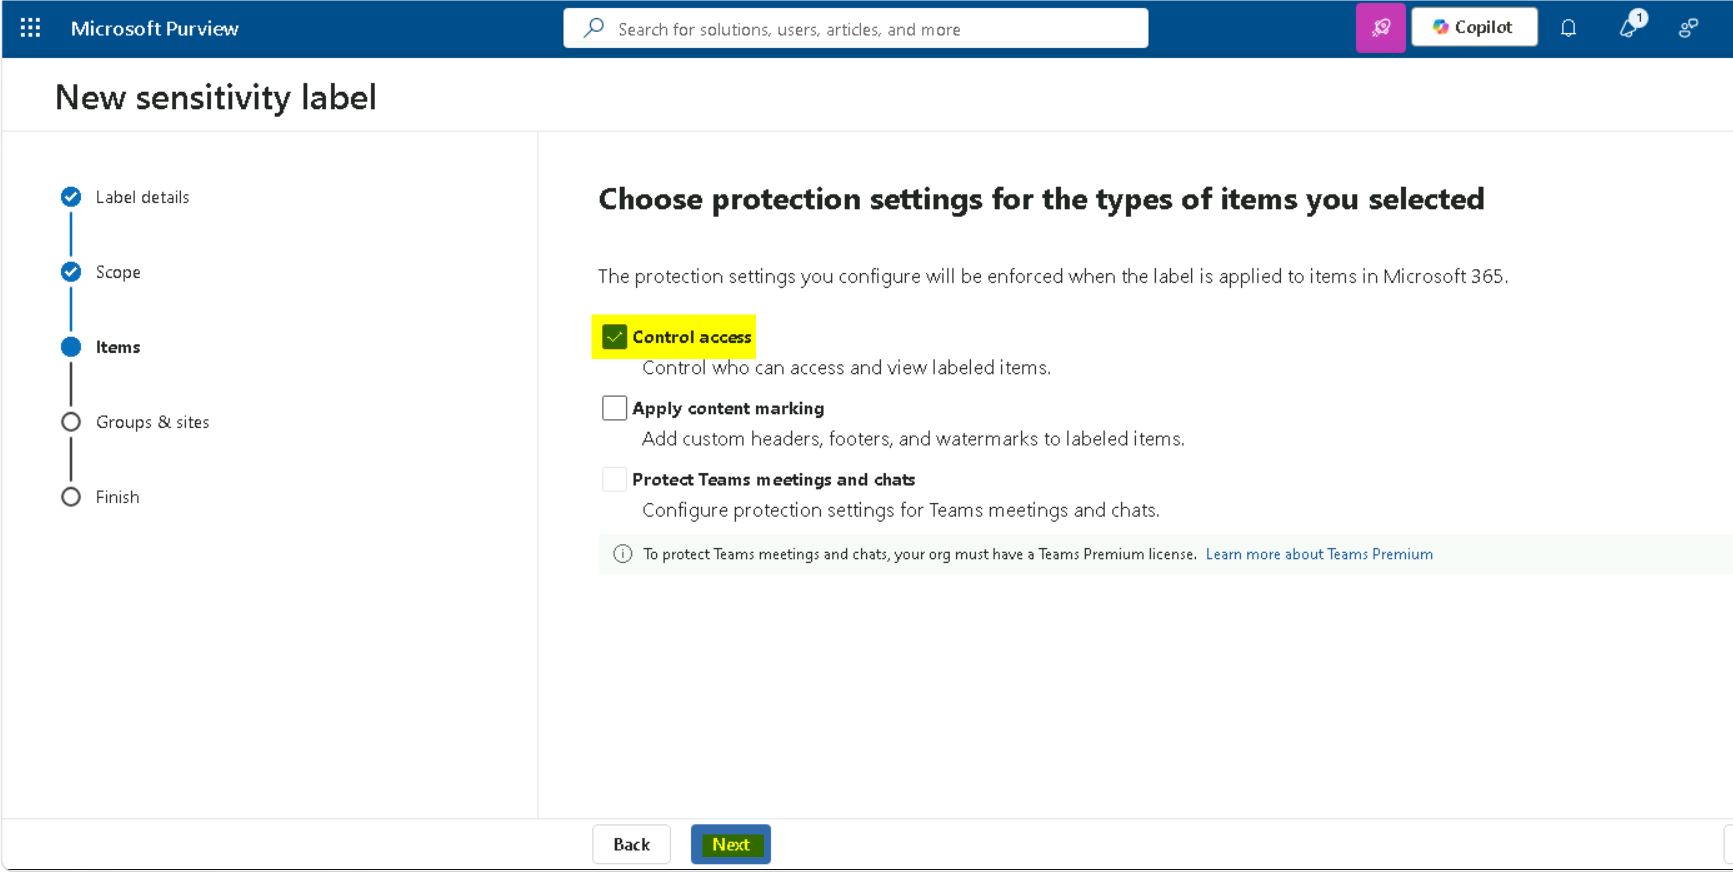 Microsoft Purview
Search for solutions, users, articles, and more
Copilot
1
New sensitivity label
Label details
Scope
Items
Groups & sites
Finish
Choose protection settings for the types of items you selected
The protection settings you configure will be enforced when the label is applied to items in Microsoft 365.
Control access
Control who can access and view labeled items.
Apply content marking
Add custom headers, footers, and watermarks to labeled items.
Protect Teams meetings and chats
Configure protection settings for Teams meetings and chats.
To protect Teams meetings and chats, your org must have a Teams Premium license. Learn more about Teams Premium
Back
Next